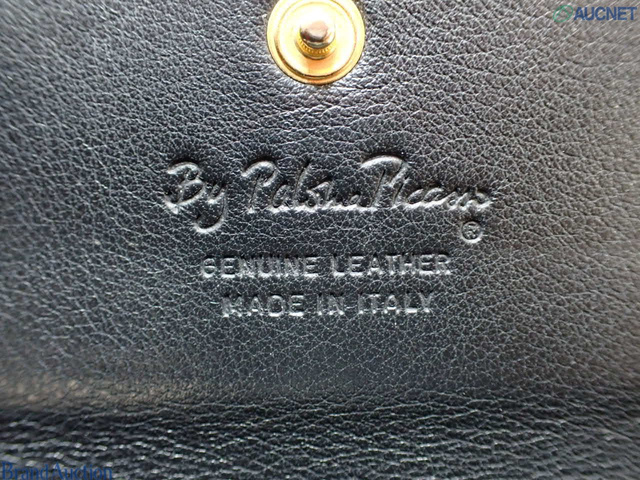 AUCNET
By Paloma Picasso
®
GENUINE LEATHER
MADE IN ITALY
Brand Auction